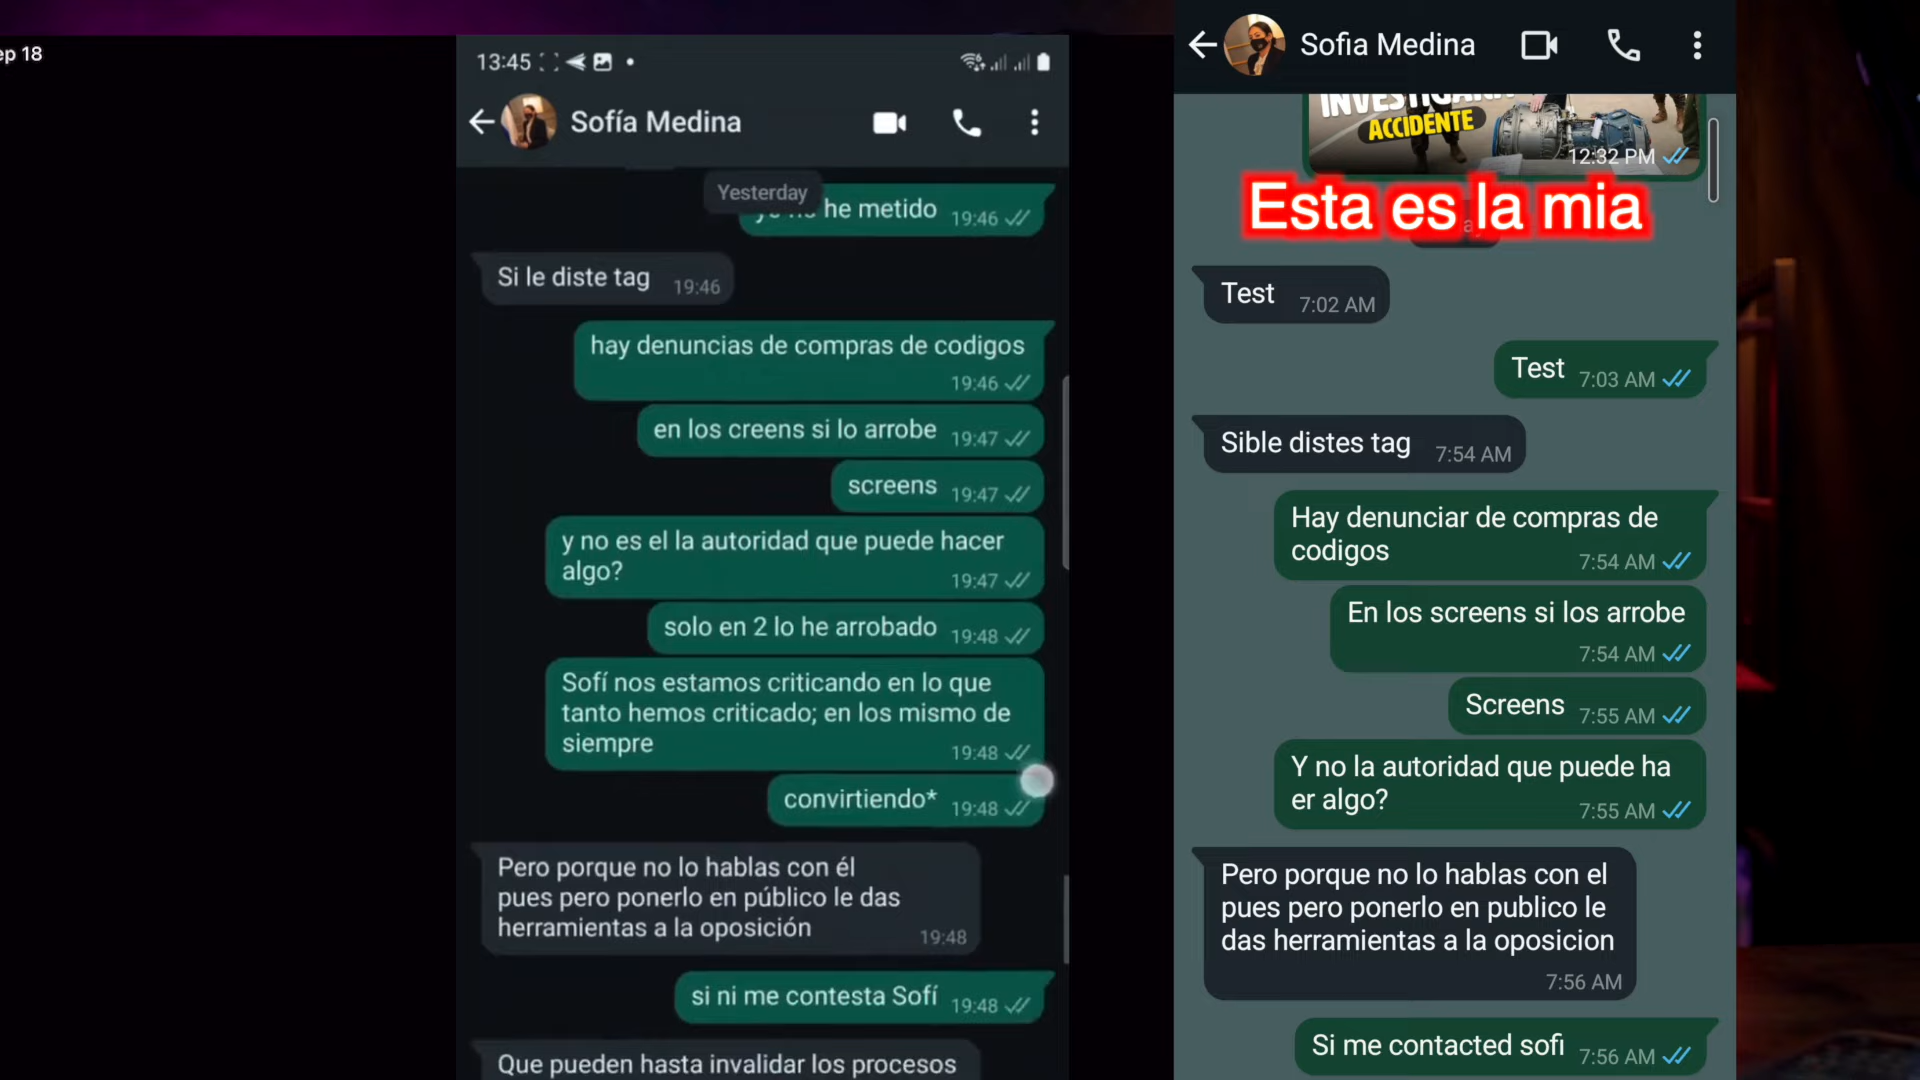 ep 18
13:45
Sofía Medina
Yesterday
he metido 19:46
Si le diste tag 19:46
hay denuncias de compras de codigos
19:46
en los creens si lo arrobe 19:47
screens 19:47
y no es el la autoridad que puede hacer
algo? 19:47
solo en 2 lo he arrobado 19:48
Sofí nos estamos criticando en lo que
tanto hemos criticado; en los mismo de
siempre 19:48
convirtiendo* 19:48
Pero porque no lo hablas con él
pues pero ponerlo en público le das
herramientas a la oposición 19:48
si ni me contesta Sofí 19:48
Que pueden hasta invalidar los procesos
Sofia Medina
ACCIDENTE
12:32 PM
Esta es la mia
Test 7:02 AM
Test 7:03 AM
Sible distes tag 7:54 AM
Hay denunciar de compras de
codigos 7:54 AM
En los screens si los arrobe
7:54 AM
Screens 7:55 AM
Y no la autoridad que puede ha
er algo? 7:55 AM
Pero porque no lo hablas con el
pues pero ponerlo en publico le
das herramientas a la oposicion
7:56 AM
Si me contacted sofi 7:56 AM